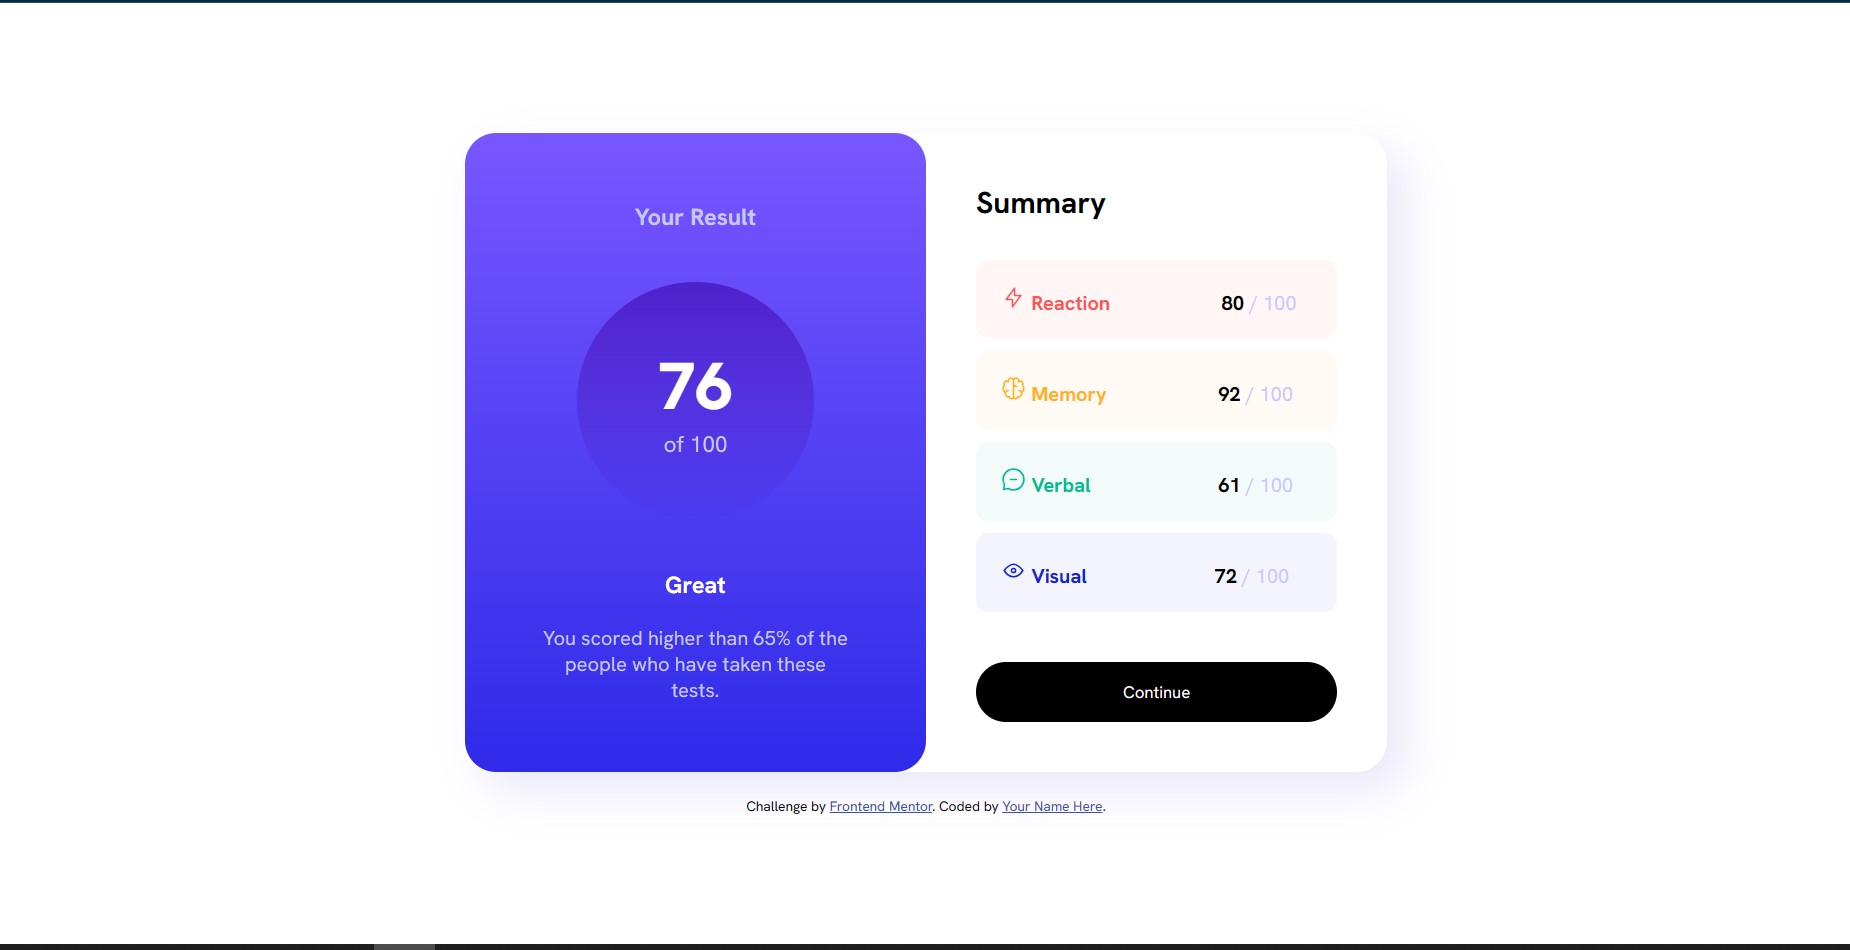 Your Result
76
of 100
Great
You scored higher than 65% of the
people who have taken these
tests.
Summary
Reaction 80 / 100
Memory 92 / 100
Verbal 61 / 100
Visual 72 / 100
Continue
Challenge by Frontend Mentor. Coded by Your Name Here.